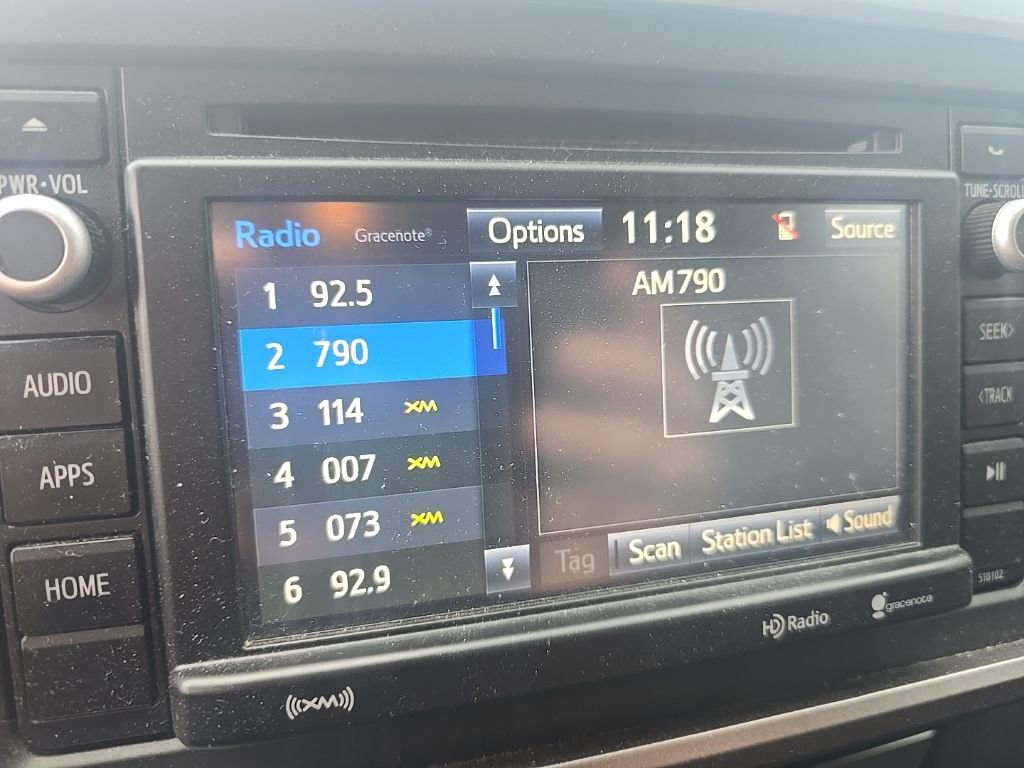 PWR•VOL
TUNE•SCROLL
Radio Gracenote® Options 11:18 Source
1 92.5
2 790
3 114 XM
4 007 XM
5 073 XM
6 92.9
AM790
Tag Scan Station List Sound
AUDIO
APPS
HOME
SEEK>
<TRACK
510102
HD Radio
gracenote
((XM))